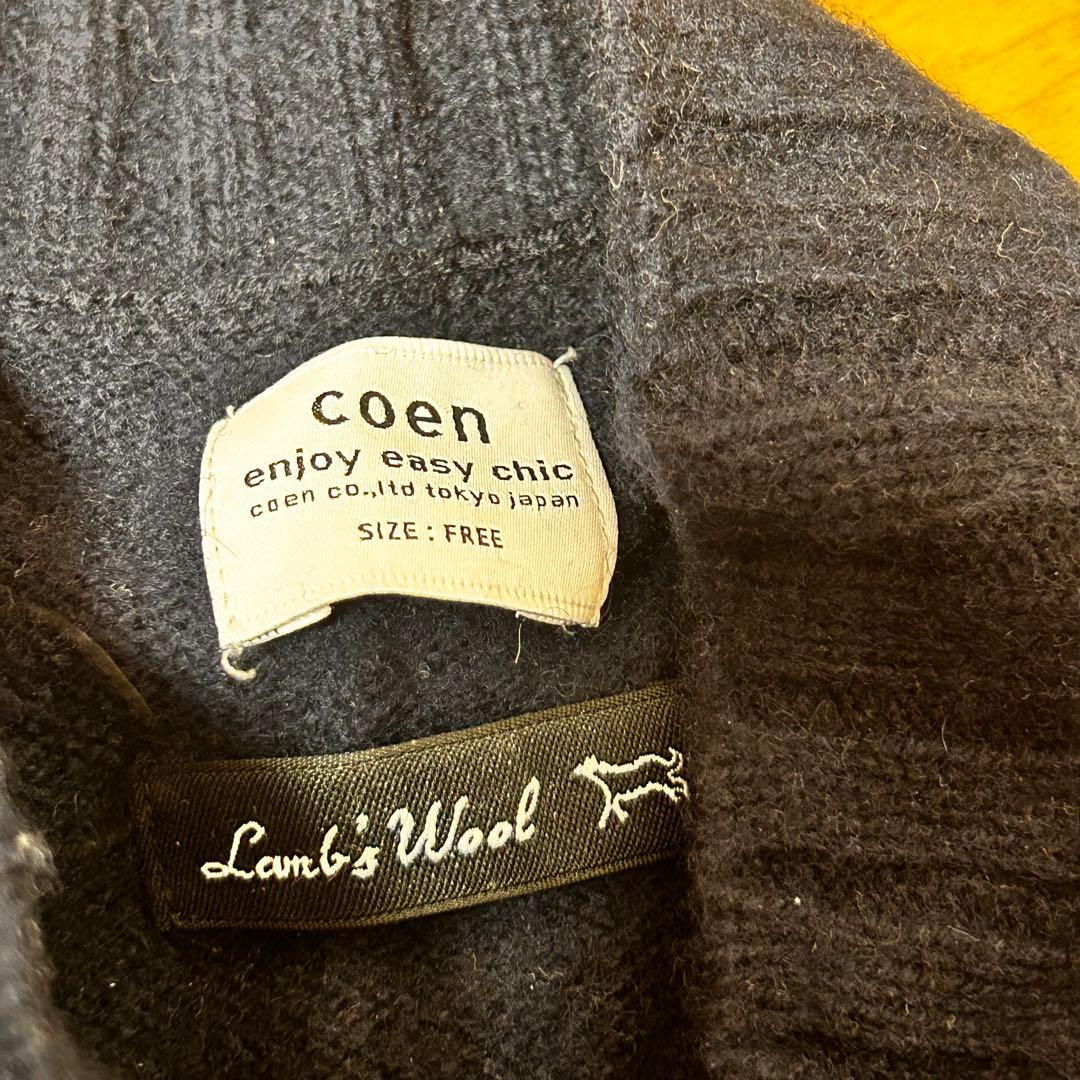 coen
enjoy easy chic
coen co.,ltd tokyo japan
SIZE : FREE
Lamb's Wool